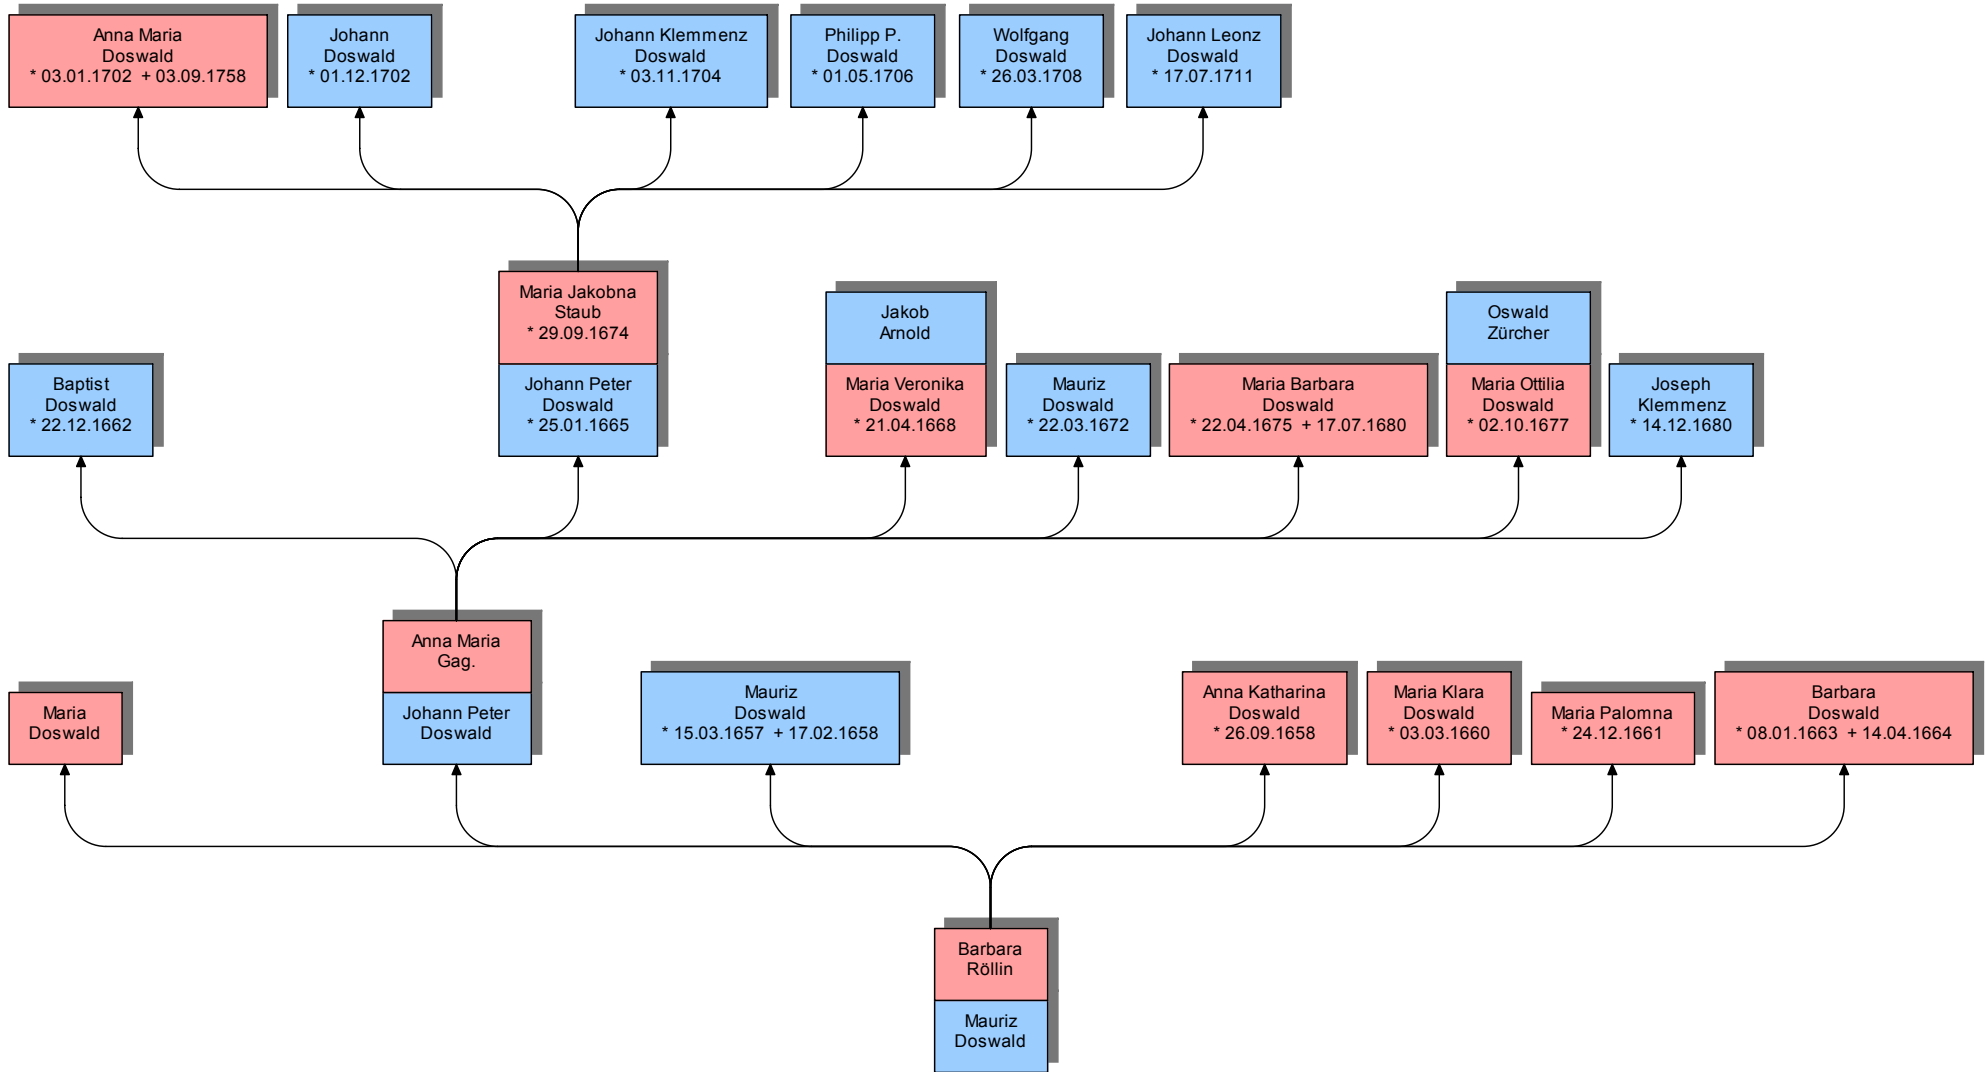 Anna Maria
Doswald
* 03.01.1702  + 03.09.1758
Johann
Doswald
* 01.12.1702
Johann Klemmenz
Doswald
* 03.11.1704
Philipp P.
Doswald
* 01.05.1706
Wolfgang
Doswald
* 26.03.1708
Johann Leonz
Doswald
* 17.07.1711
Baptist
Doswald
* 22.12.1662
Maria Jakobna
Staub
* 29.09.1674
Johann Peter
Doswald
* 25.01.1665
Jakob
Arnold
Maria Veronika
Doswald
* 21.04.1668
Mauriz
Doswald
* 22.03.1672
Maria Barbara
Doswald
* 22.04.1675  + 17.07.1680
Oswald
Zürcher
Maria Ottilia
Doswald
* 02.10.1677
Joseph
Klemmenz
* 14.12.1680
Maria
Doswald
Anna Maria
Gag.
Johann Peter
Doswald
Mauriz
Doswald
* 15.03.1657  + 17.02.1658
Anna Katharina
Doswald
* 26.09.1658
Maria Klara
Doswald
* 03.03.1660
Maria Palomna
* 24.12.1661
Barbara
Doswald
* 08.01.1663  + 14.04.1664
Barbara
Röllin
Mauriz
Doswald